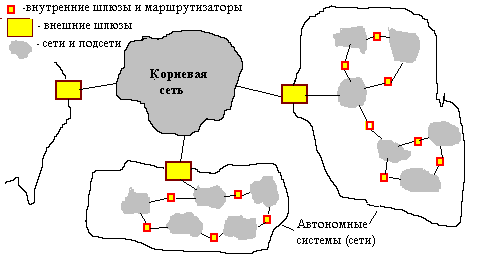 -внутренние шлюзы и маршрутизаторы
- внешние шлюзы
- сети и подсети
Корневая
сеть
Автономные
системы (сети)